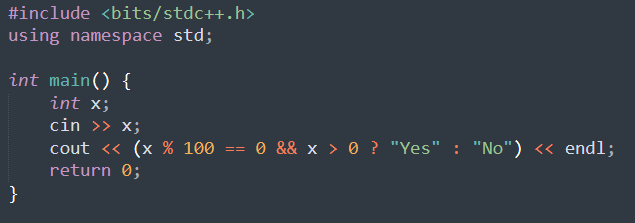 #include <bits/stdc++.h>
using namespace std;

int main() {
    int x;
    cin >> x;
    cout << (x % 100 == 0 && x > 0 ? "Yes" : "No") << endl;
    return 0;
}